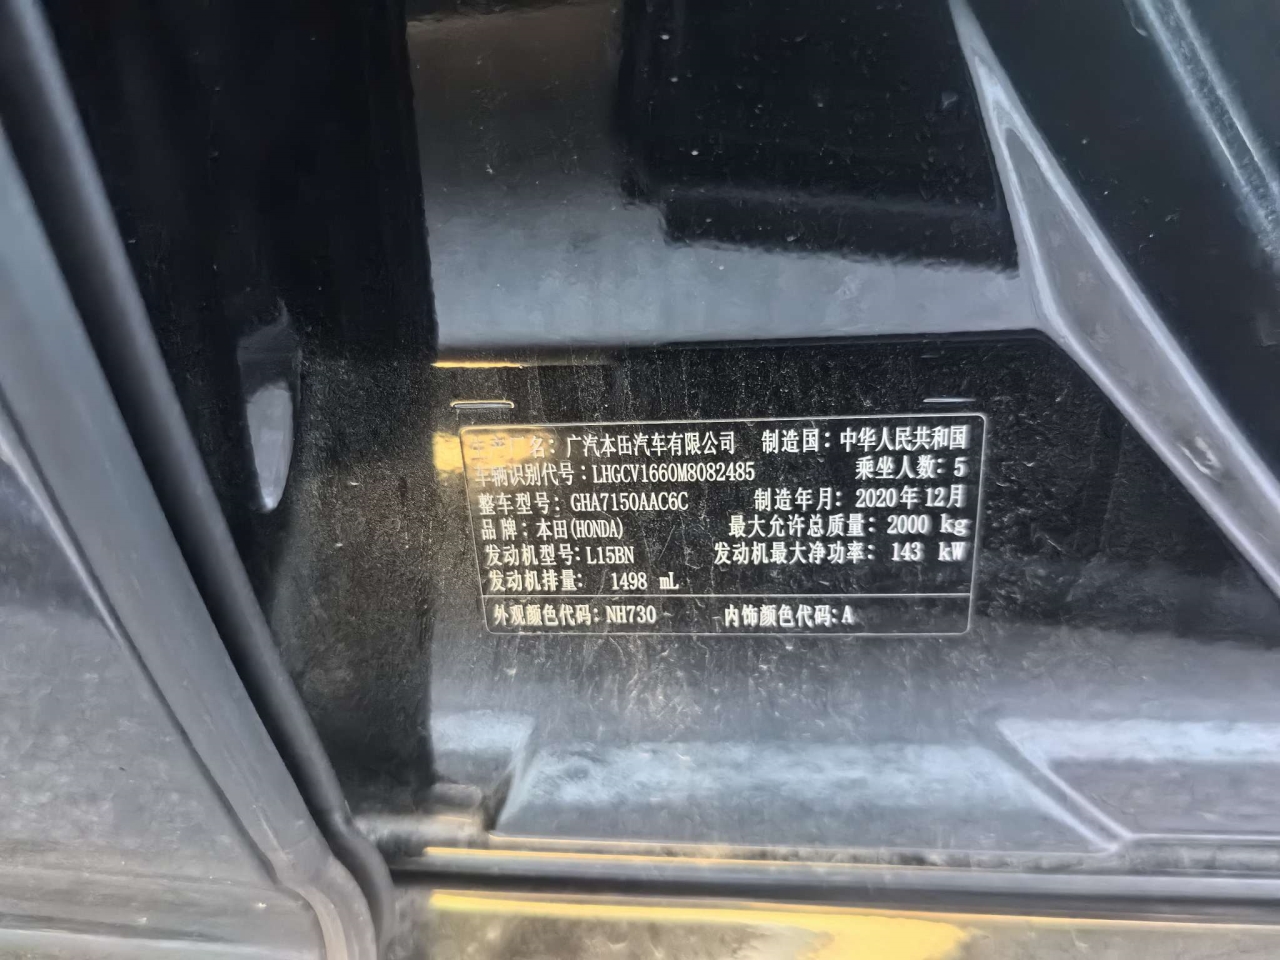 生产厂名：广汽本田汽车有限公司 制造国：中华人民共和国
车辆识别代号：LHGCV1660M8082485 乘坐人数：5
整车型号：GHA7150AAC6C 制造年月：2020年12月
品牌：本田(HONDA) 最大允许总质量：2000 kg
发动机型号：L15BN 发动机最大净功率：143 kW
发动机排量：1498 mL
外观颜色代码：NH730 内饰颜色代码：A